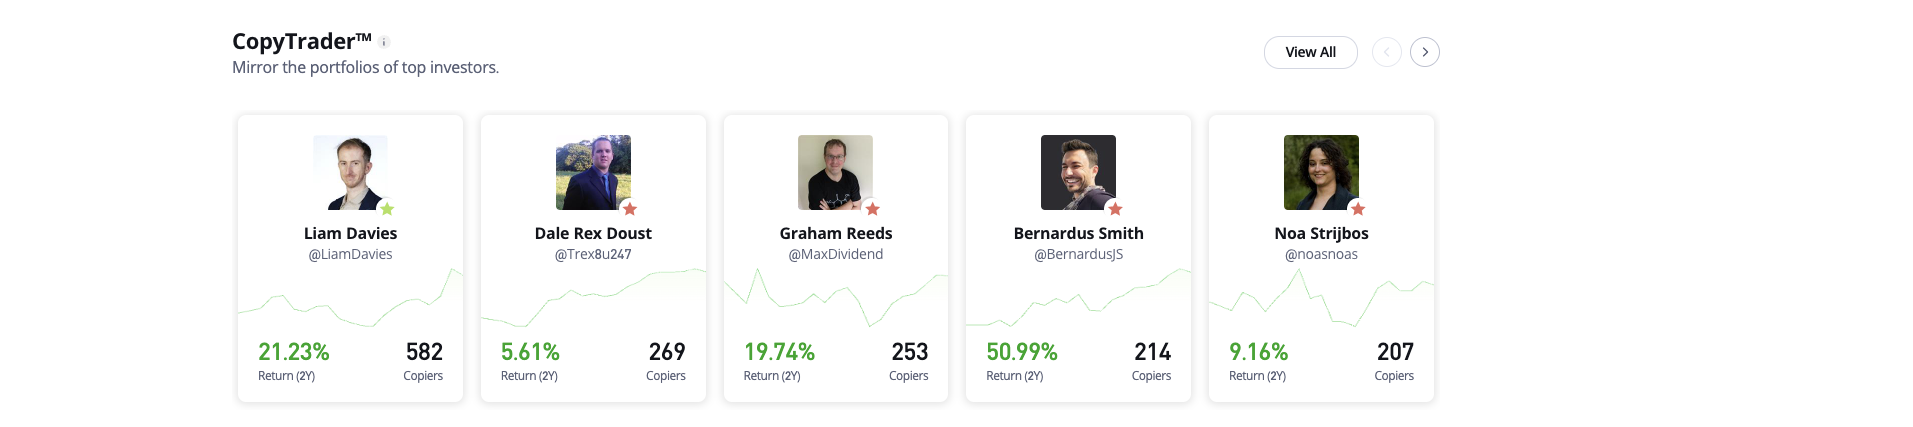 CopyTrader™
Mirror the portfolios of top investors.
View All
Liam Davies
@LiamDavies
21.23%
582
Return (2Y)
Copiers
Dale Rex Doust
@Trex8u247
5.61%
269
Return (2Y)
Copiers
Graham Reeds
@MaxDividend
19.74%
253
Return (2Y)
Copiers
Bernardus Smith
@BernardusJS
50.99%
214
Return (2Y)
Copiers
Noa Strijbos
@noasnoas
9.16%
207
Return (2Y)
Copiers